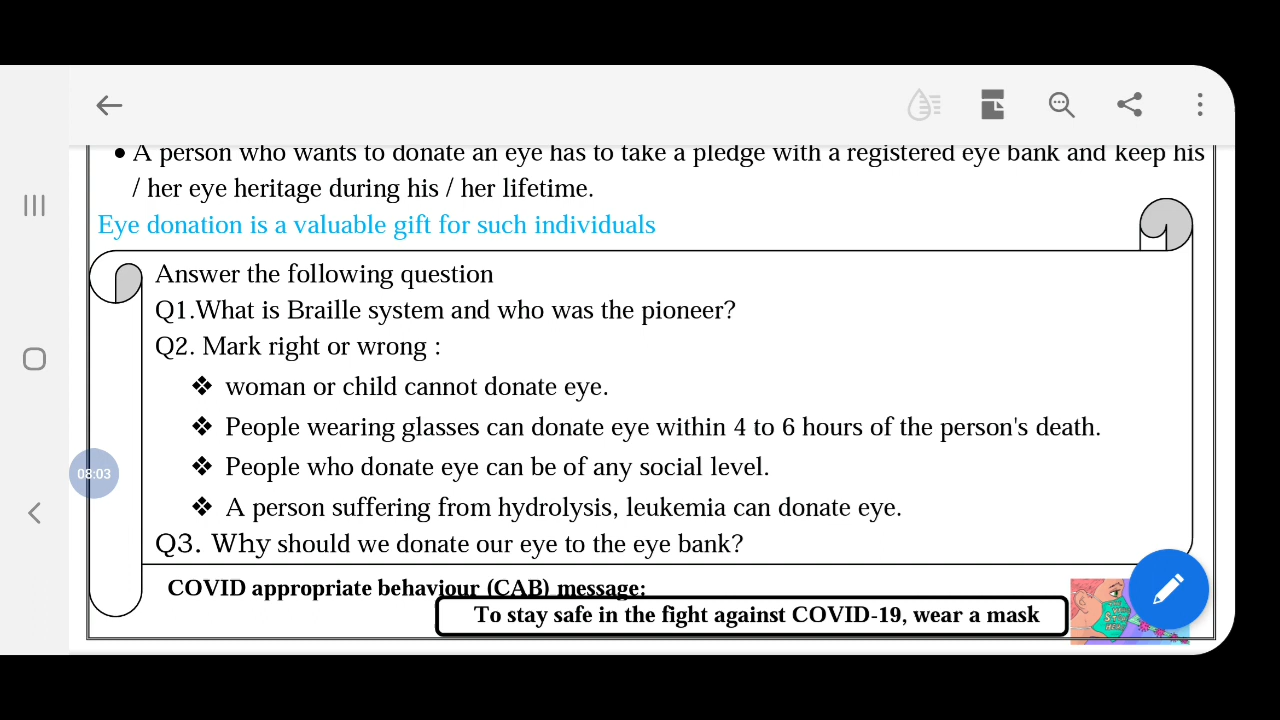 • A person who wants to donate an eye has to take a pledge with a registered eye bank and keep his
/ her eye heritage during his / her lifetime.
Eye donation is a valuable gift for such individuals
Answer the following question
Q1.What is Braille system and who was the pioneer?
Q2. Mark right or wrong :
❖ woman or child cannot donate eye.
❖ People wearing glasses can donate eye within 4 to 6 hours of the person's death.
❖ People who donate eye can be of any social level.
08:03
❖ A person suffering from hydrolysis, leukemia can donate eye.
Q3. Why should we donate our eye to the eye bank?
COVID appropriate behaviour (CAB) message:
To stay safe in the fight against COVID-19, wear a mask